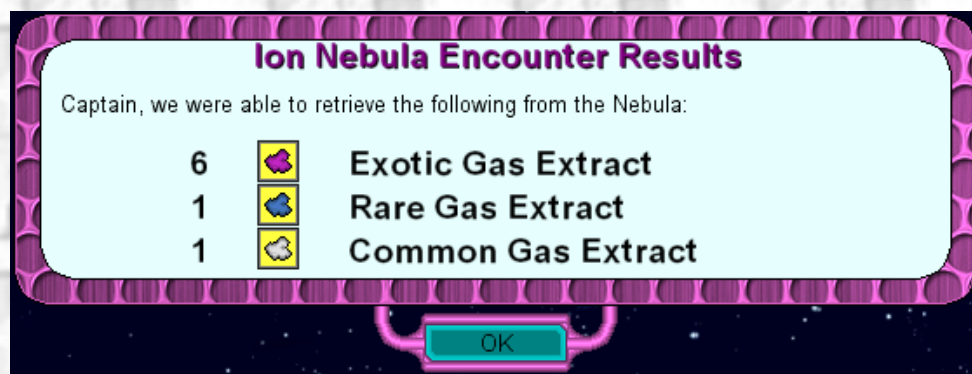 Ion Nebula Encounter Results
Captain, we were able to retrieve the following from the Nebula:
6 Exotic Gas Extract
1 Rare Gas Extract
1 Common Gas Extract
OK